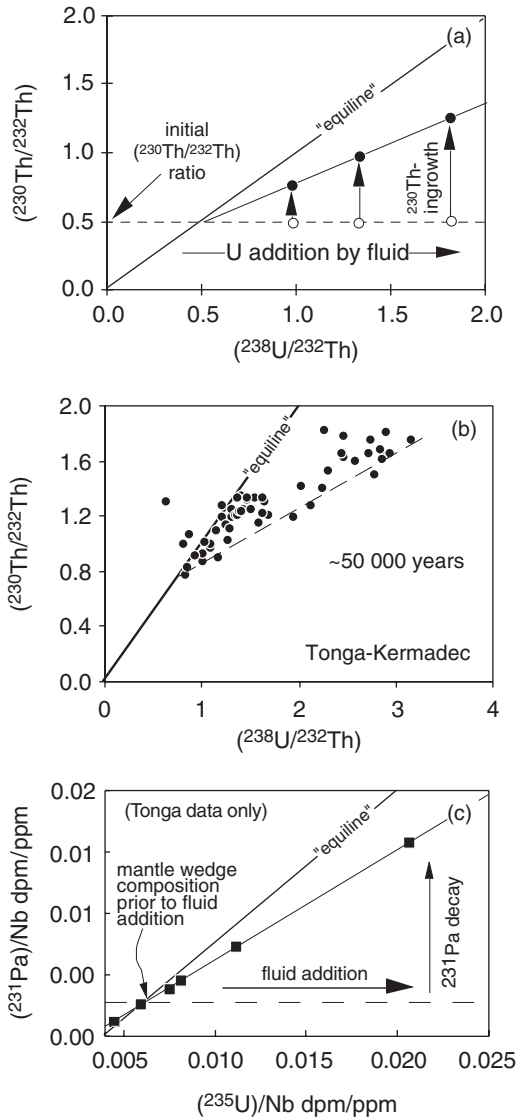 2.0
(a)
1.5
"equiline"
initial
(²³⁰Th/²³²Th)
ratio
1.0
²³⁰Th-
ingrowth
(²³⁰Th/²³²Th)
0.5
U addition by fluid
0.0
0.0 0.5 1.0 1.5 2.0
(²³⁸U/²³²Th)
2.0
(b)
"equiline"
1.6
1.2
(²³⁰Th/²³²Th)
0.8
~50 000 years
0.4
Tonga-Kermadec
0.0
0 1 2 3 4
(²³⁸U/²³²Th)
0.02
(Tonga data only)
(c)
"equiline"
0.01
mantle wedge
composition
prior to fluid
addition
0.01
(²³¹Pa)/Nb dpm/ppm
²³¹Pa decay
0.00
fluid addition
0.00
0.005 0.010 0.015 0.020 0.025
(²³⁵U)/Nb dpm/ppm